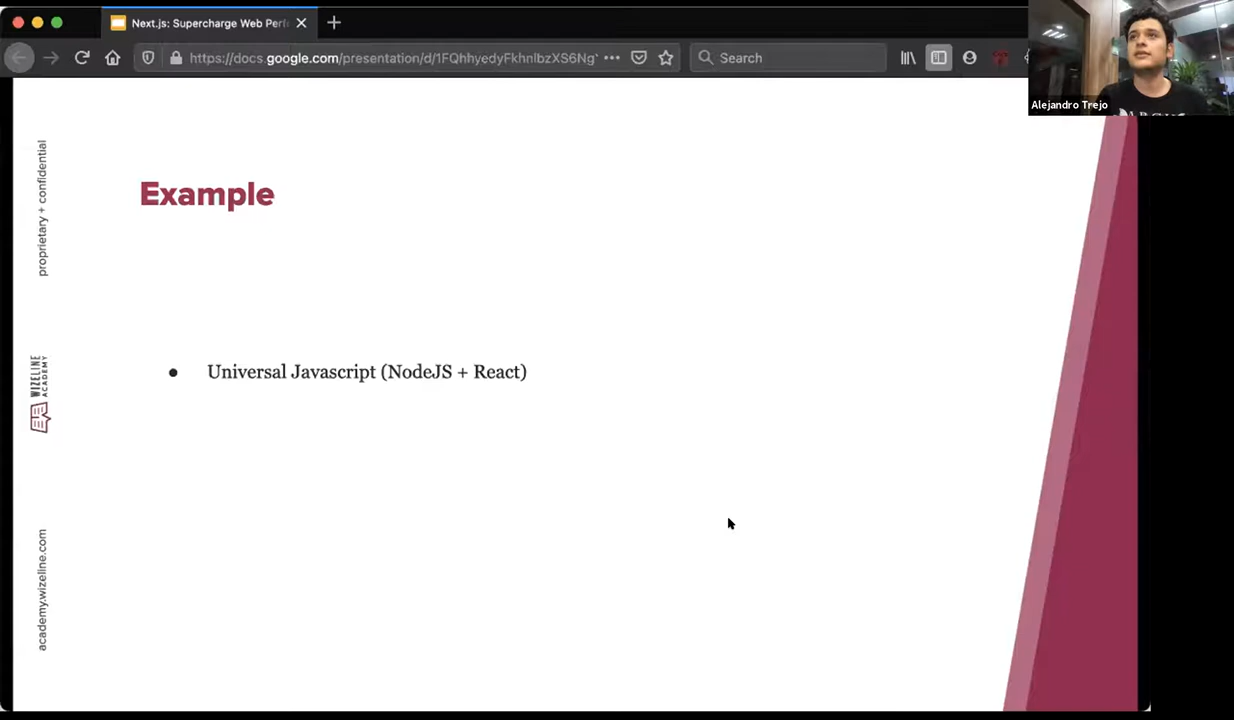 Next.js: Supercharge Web Perf
https://docs.google.com/presentation/d/1FQhhyedyFkhnlbzXS6Ng
Search
Alejandro Trejo
proprietary + confidential
Example
WIZELINE
ACADEMY
Universal Javascript (NodeJS + React)
academy.wizeline.com